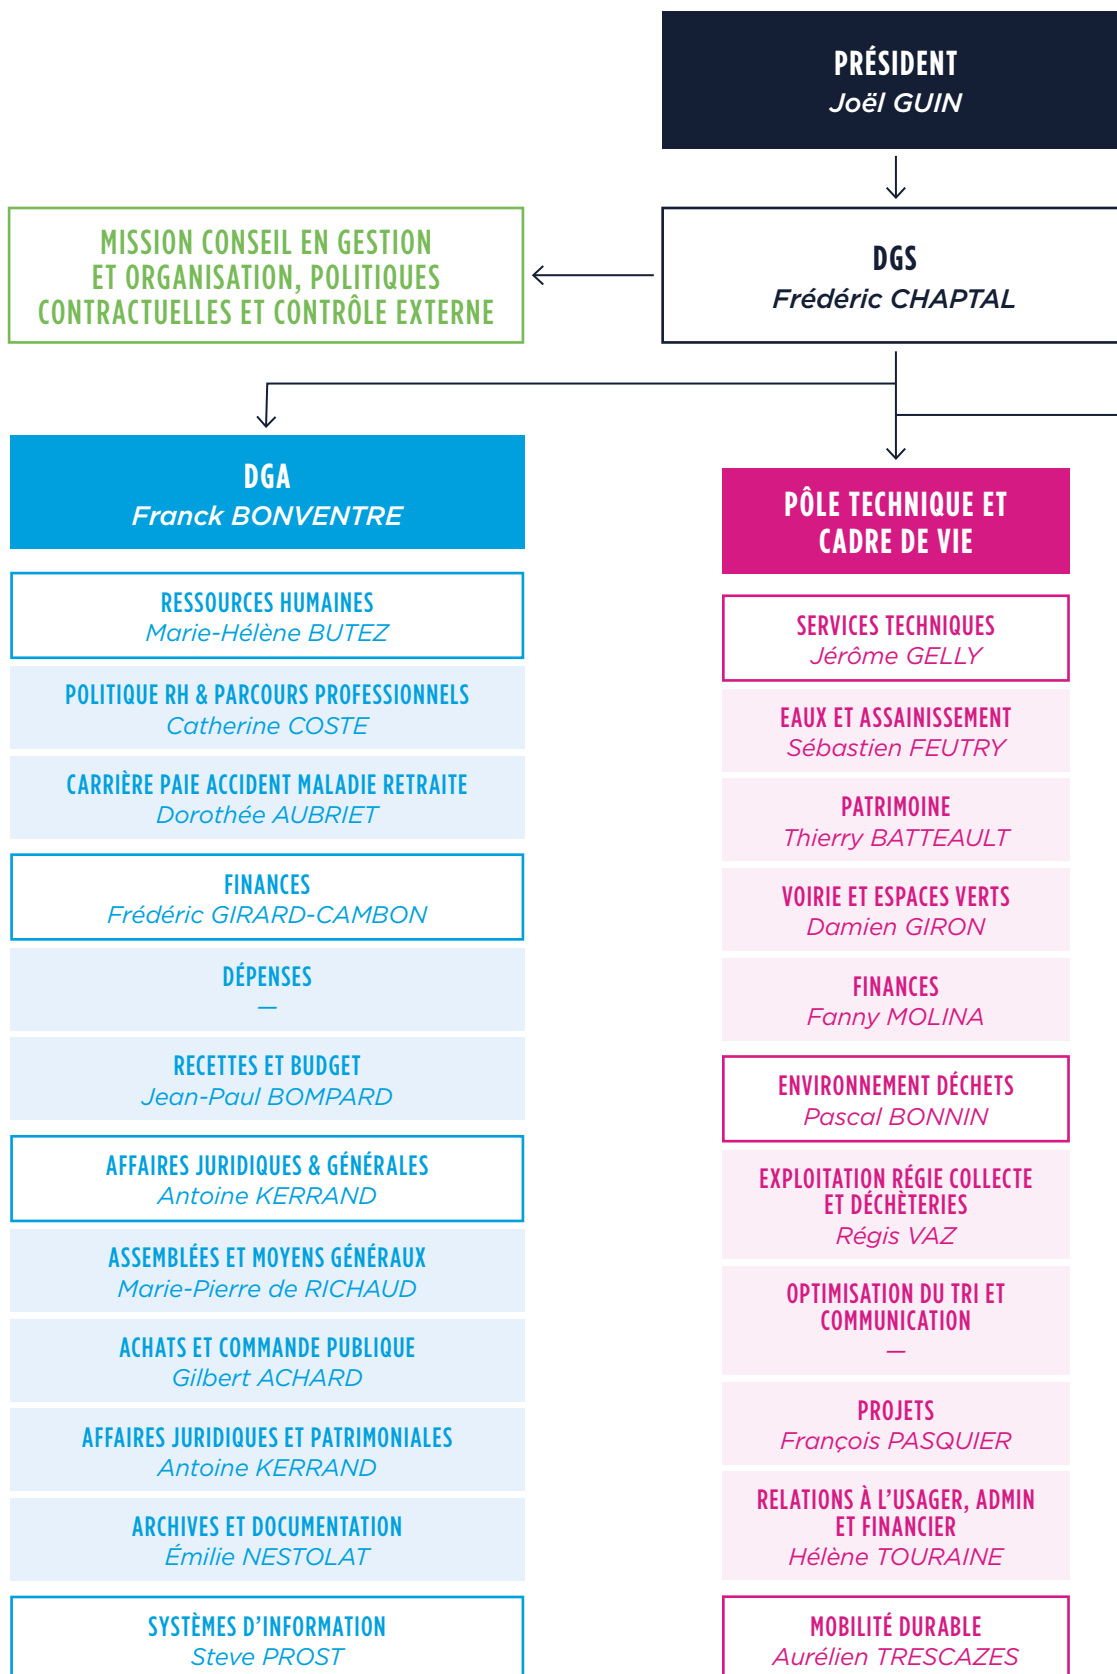 PRÉSIDENT
Joël GUIN
MISSION CONSEIL EN GESTION
ET ORGANISATION, POLITIQUES
CONTRACTUELLES ET CONTRÔLE EXTERNE
DGS
Frédéric CHAPTAL
DGA
Franck BONVENTRE
RESSOURCES HUMAINES
Marie-Hélène BUTEZ
POLITIQUE RH & PARCOURS PROFESSIONNELS
Catherine COSTE
CARRIÈRE PAIE ACCIDENT MALADIE RETRAITE
Dorothée AUBRIET
FINANCES
Frédéric GIRARD-CAMBON
DÉPENSES
—
RECETTES ET BUDGET
Jean-Paul BOMPARD
AFFAIRES JURIDIQUES & GÉNÉRALES
Antoine KERRAND
ASSEMBLÉES ET MOYENS GÉNÉRAUX
Marie-Pierre de RICHAUD
ACHATS ET COMMANDE PUBLIQUE
Gilbert ACHARD
AFFAIRES JURIDIQUES ET PATRIMONIALES
Antoine KERRAND
ARCHIVES ET DOCUMENTATION
Émilie NESTOLAT
SYSTÈMES D'INFORMATION
Steve PROST
PÔLE TECHNIQUE ET
CADRE DE VIE
SERVICES TECHNIQUES
Jérôme GELLY
EAUX ET ASSAINISSEMENT
Sébastien FEUTRY
PATRIMOINE
Thierry BATTEAULT
VOIRIE ET ESPACES VERTS
Damien GIRON
FINANCES
Fanny MOLINA
ENVIRONNEMENT DÉCHETS
Pascal BONNIN
EXPLOITATION RÉGIE COLLECTE
ET DÉCHÈTERIES
Régis VAZ
OPTIMISATION DU TRI ET
COMMUNICATION
—
PROJETS
François PASQUIER
RELATIONS À L'USAGER, ADMIN
ET FINANCIER
Hélène TOURAINE
MOBILITÉ DURABLE
Aurélien TRESCAZES